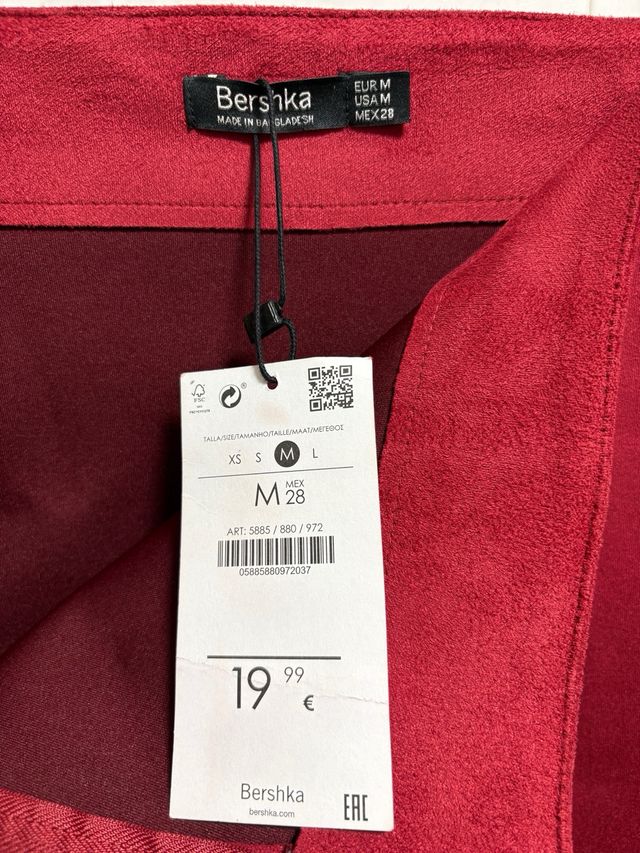 Bershka
MADE IN BANGLADESH
EUR M
USA M
MEX 28
FSC
TALLA/SIZE/TAMANHO/TAILLE/MAAT/ΜΕΓΕΘΟΣ
XS S M L
M MEX 28
ART: 5885 / 880 / 972
05885880972037
19 99 €
Bershka
bershka.com
EAC